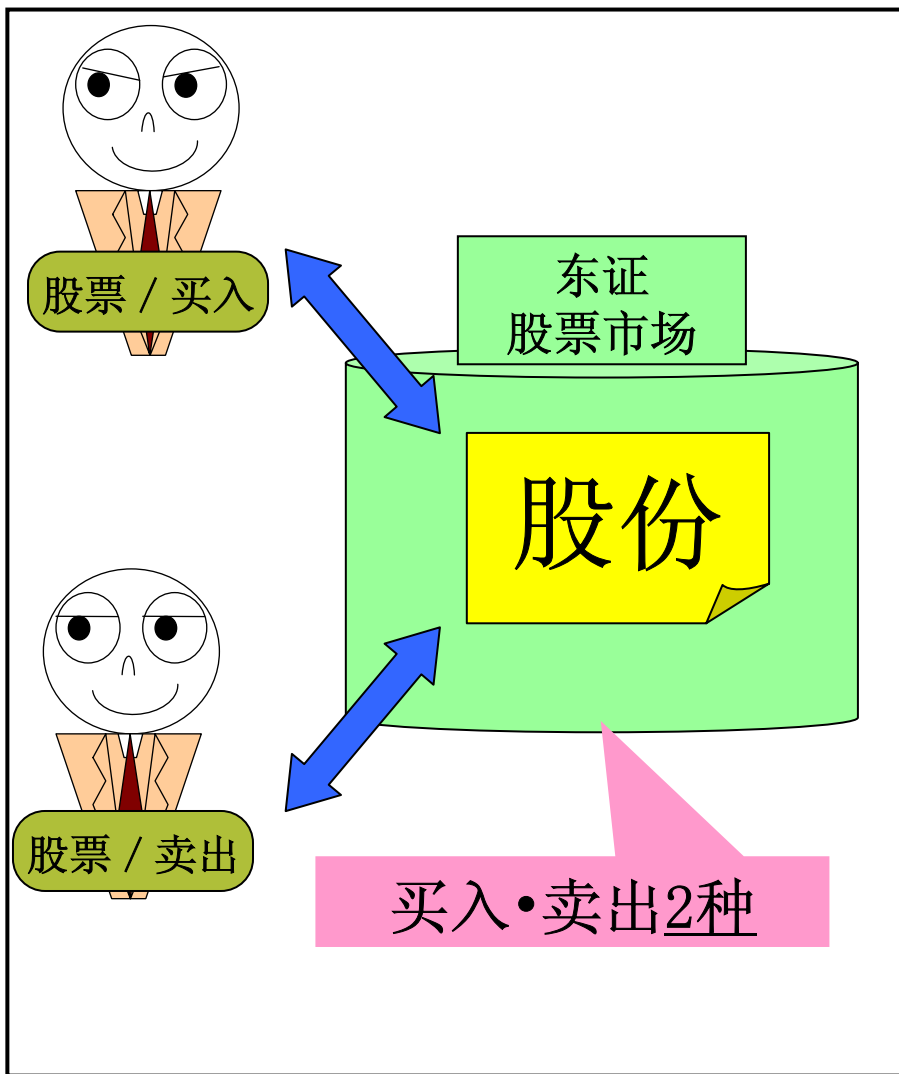 股票 / 买入
东证
股票市场
股份
股票 / 卖出
买入•卖出2种